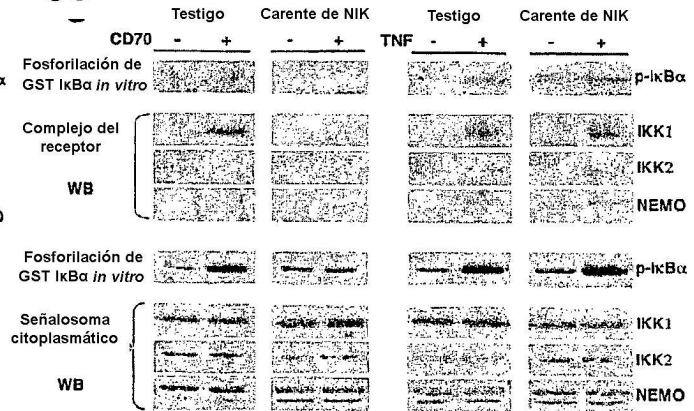 Testigo Carente de NIK Testigo Carente de NIK
CD70 - + - + TNF - + - +
Fosforilación de
GST IκBα in vitro
p-IκBα
Complejo del
receptor
WB
IKK1
IKK2
NEMO
Fosforilación de
GST IκBα in vitro
p-IκBα
Señalosoma
citoplasmático
WB
IKK1
IKK2
NEMO